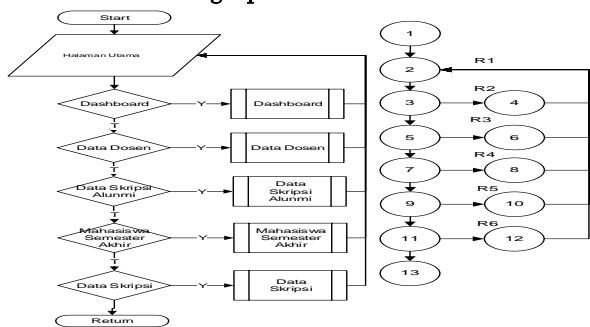 Start
Halaman Utama
Dashboard
Y
Dashboard
T
Data Dosen
Y
Data Dosen
T
Data Skripsi
Alunmi
Y
Data
Skripsi
Alunmi
T
Mahasiswa
Semester
Akhir
Y
Mahasiswa
Semester
Akhir
T
Data Skripsi
Y
Data
Skripsi
Return
1
2
R1
3
R2
4
5
R3
6
7
R4
8
9
R5
10
11
R6
12
13